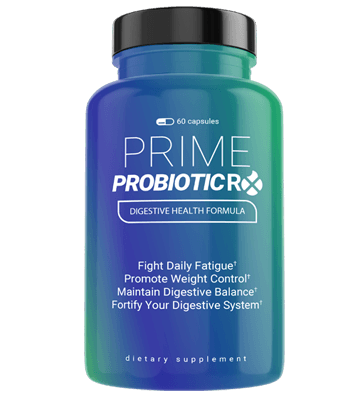 60 capsules
PRIME
PROBIOTICRX
DIGESTIVE HEALTH FORMULA
Fight Daily Fatigue†
Promote Weight Control†
Maintain Digestive Balance†
Fortify Your Digestive System†
dietary supplement